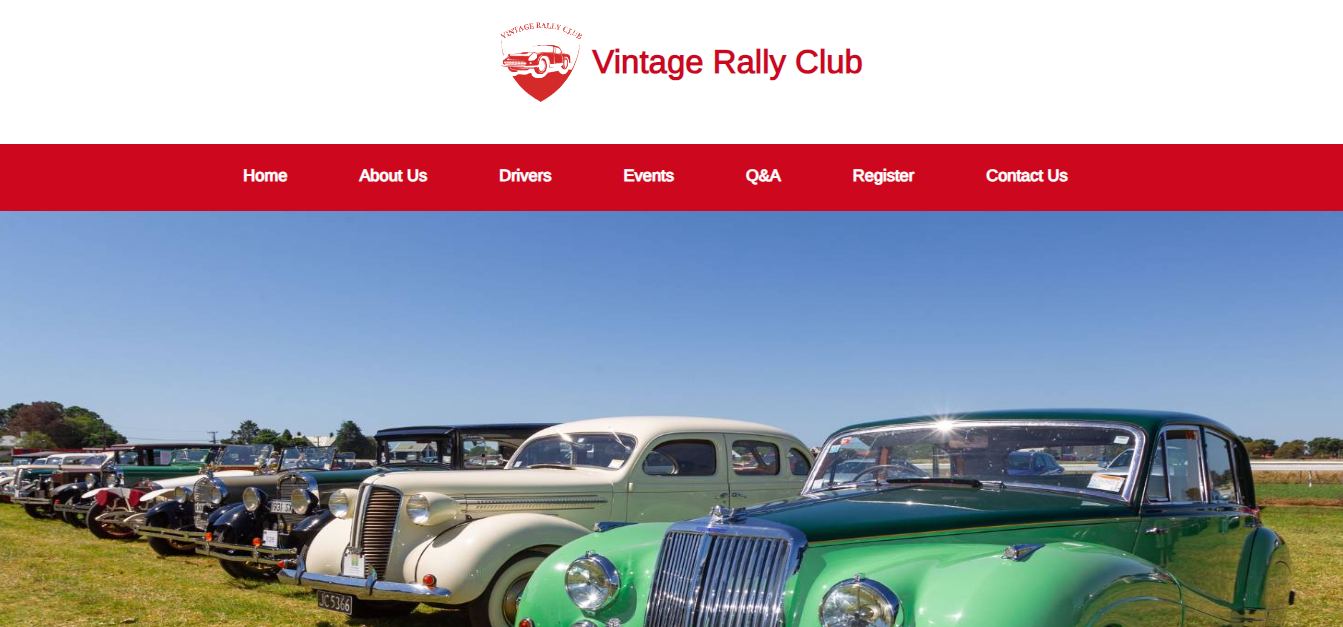 VINTAGE RALLY CLUB
Vintage Rally Club
Home About Us Drivers Events Q&A Register Contact Us
JC5366